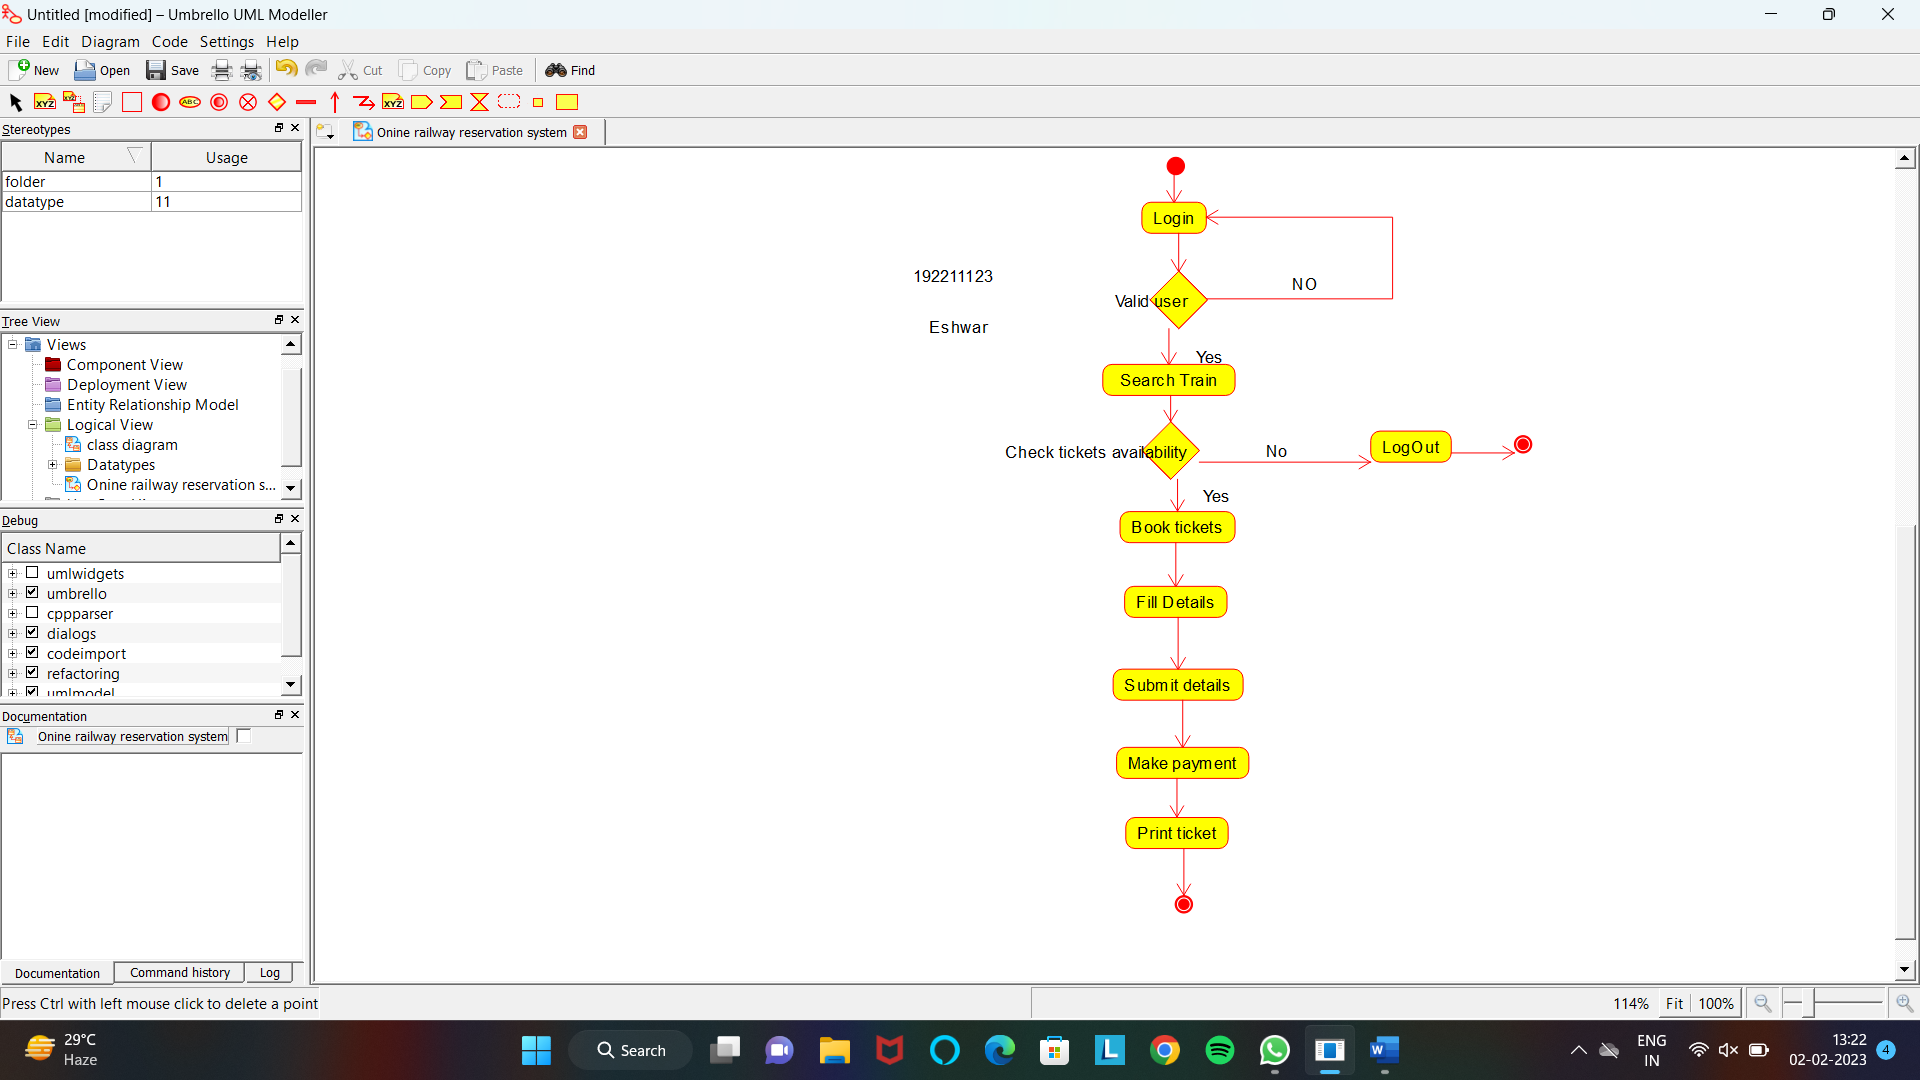 Untitled [modified] – Umbrello UML Modeller
File Edit Diagram Code Settings Help
New Open Save Cut Copy Paste Find
XYZ XYZ ABC XYZ
Stereotypes
Name Usage
folder 1
datatype 11
Tree View
Views
Component View
Deployment View
Entity Relationship Model
Logical View
class diagram
Datatypes
Onine railway reservation s...
Debug
Class Name
umlwidgets
umbrello
cppparser
dialogs
codeimport
refactoring
umlmodel
Documentation
Onine railway reservation system
Documentation Command history Log
Press Ctrl with left mouse click to delete a point
Onine railway reservation system
Login
192211123
Eshwar
Valid user
NO
Yes
Search Train
Check tickets availability
No
LogOut
Yes
Book tickets
Fill Details
Submit details
Make payment
Print ticket
114% Fit 100%
29°C
Haze
Search
L
W
ENG
IN
13:22
02-02-2023
4